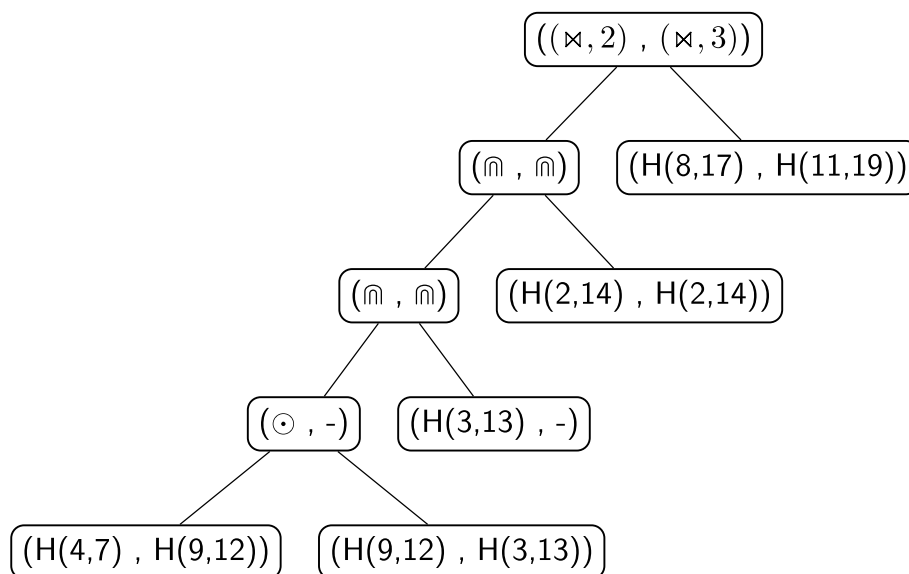 ((⋈, 2) , (⋈, 3))
(⋒ , ⋒)
(H(8,17) , H(11,19))
(⋒ , ⋒)
(H(2,14) , H(2,14))
(⊙ , -)
(H(3,13) , -)
(H(4,7) , H(9,12))
(H(9,12) , H(3,13))